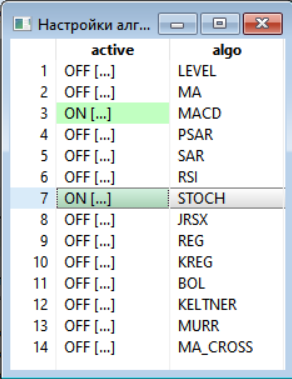 Настройки алг...
active algo
1 OFF [...] LEVEL
2 OFF [...] MA
3 ON [...] MACD
4 OFF [...] PSAR
5 OFF [...] SAR
6 OFF [...] RSI
7 ON [...] STOCH
8 OFF [...] JRSX
9 OFF [...] REG
10 OFF [...] KREG
11 OFF [...] BOL
12 OFF [...] KELTNER
13 OFF [...] MURR
14 OFF [...] MA_CROSS